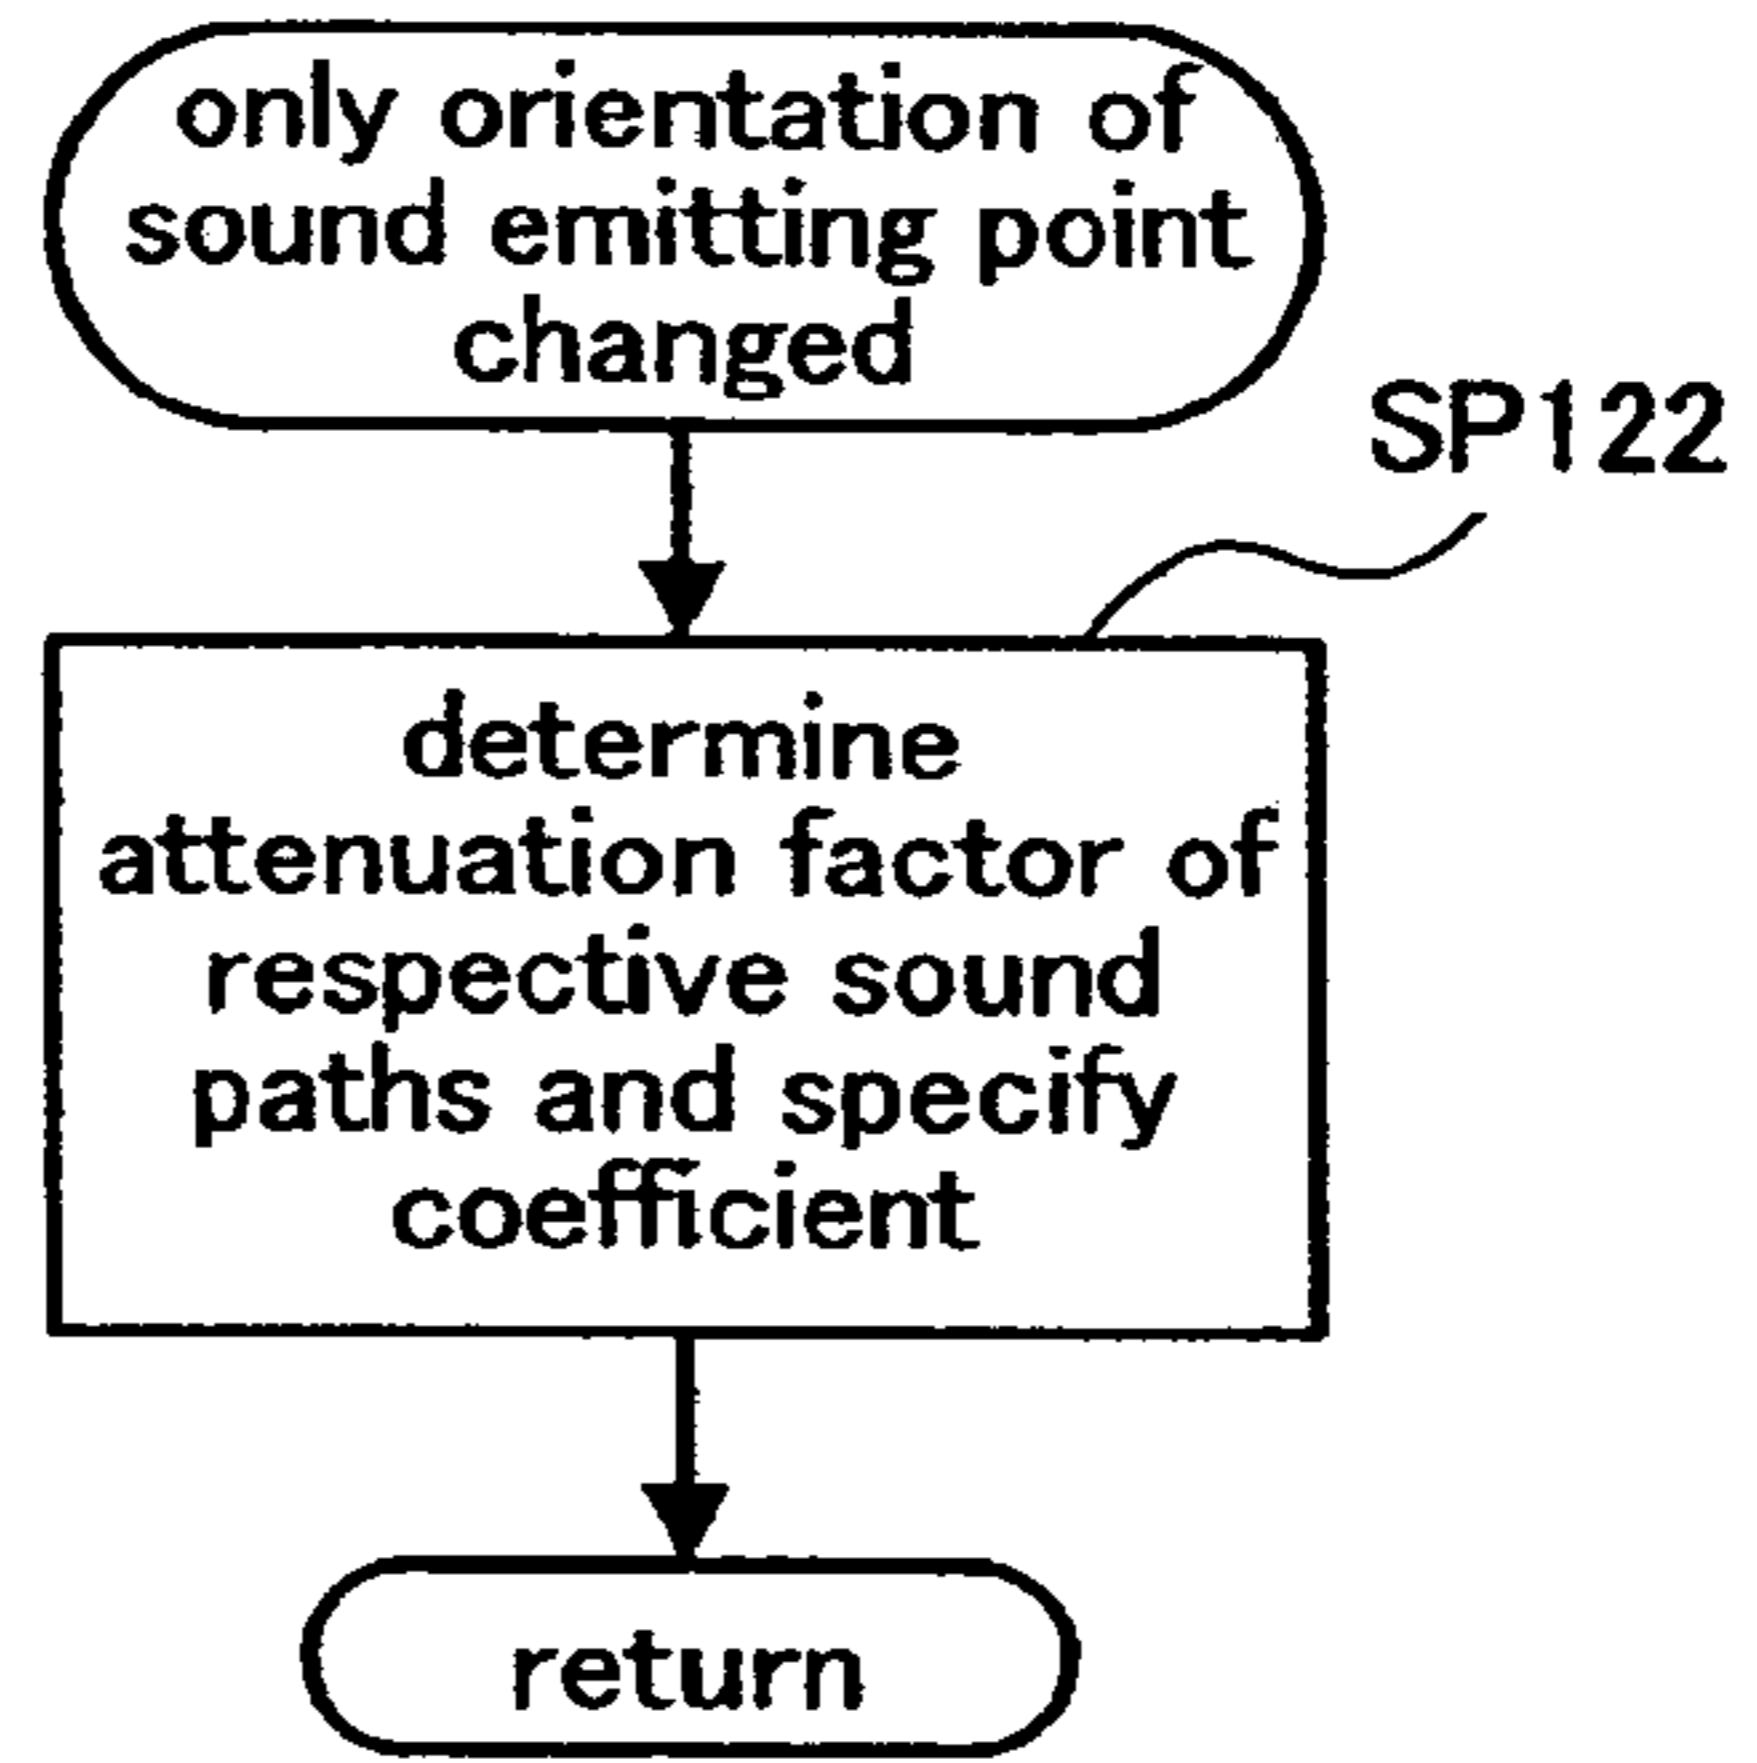 only orientation of
sound emitting point
changed
SP122
determine
attenuation factor of
respective sound
paths and specify
coefficient
return